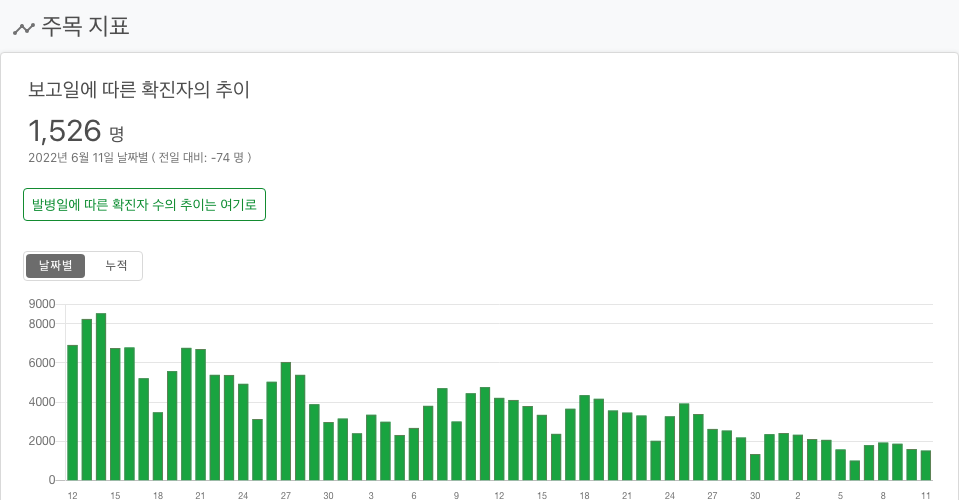 주목 지표
보고일에 따른 확진자의 추이
1,526 명
2022년 6월 11일 날짜별 ( 전일 대비: -74 명 )
발병일에 따른 확진자 수의 추이는 여기로
날짜별 누적
9000
8000
6000
4000
2000
0
12 15 18 21 24 27 30 3 6 9 12 15 18 21 24 27 30 2 5 8 11